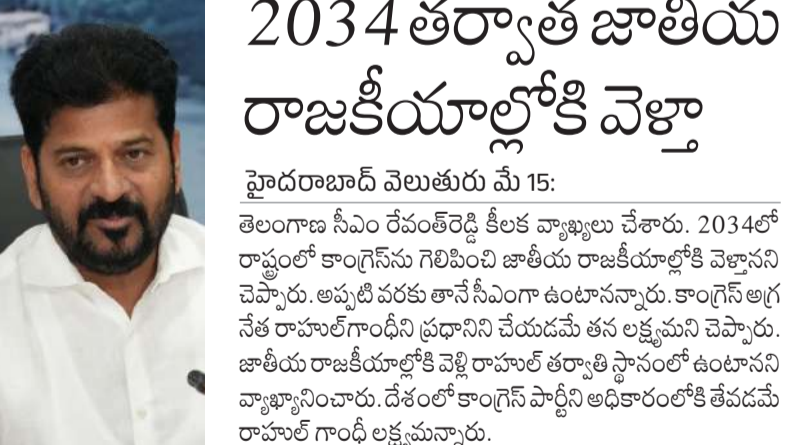 2034 తర్వాత జాతీయ
రాజకీయాల్లోకి వెళ్తా
హైదరాబాద్ వెలుతురు మే 15:
తెలంగాణ సీఎం రేవంత్‌రెడ్డి కీలక వ్యాఖ్యలు చేశారు. 2034లో
రాష్ట్రంలో కాంగ్రెస్‌ను గెలిపించి జాతీయ రాజకీయాల్లోకి వెళ్తానని
చెప్పారు. అప్పటి వరకు తానే సీఎంగా ఉంటానన్నారు. కాంగ్రెస్ అగ్ర
నేత రాహుల్‌గాంధీని ప్రధానిని చేయడమే తన లక్ష్యమని చెప్పారు.
జాతీయ రాజకీయాల్లోకి వెళ్లి రాహుల్ తర్వాతి స్థానంలో ఉంటానని
వ్యాఖ్యానించారు. దేశంలో కాంగ్రెస్ పార్టీని అధికారంలోకి తేవడమే
రాహుల్ గాంధీ లక్ష్యమన్నారు.